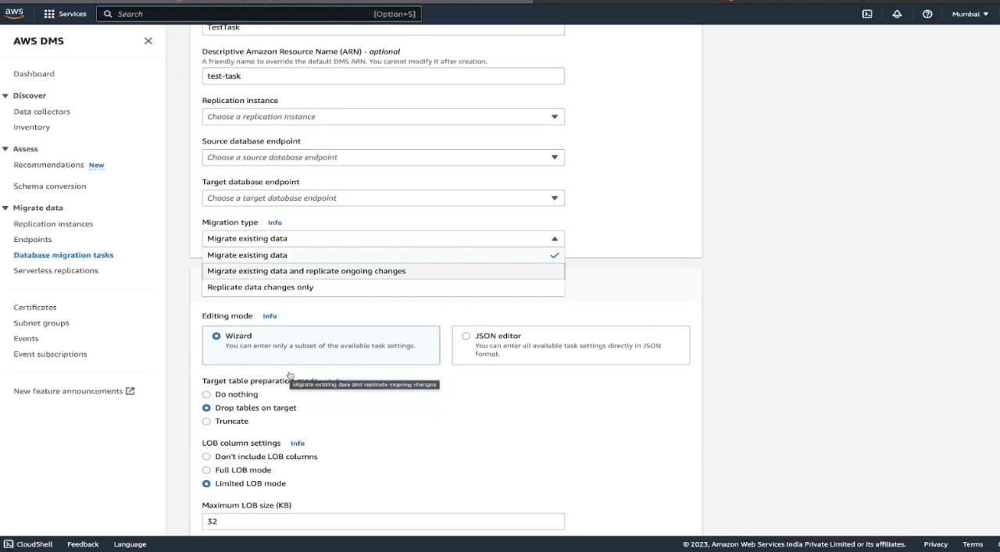 aws
Services
Search
[Option+S]
Mumbai
AWS DMS
Dashboard
Discover
Data collectors
Inventory
Assess
Recommendations New
Schema conversion
Migrate data
Replication instances
Endpoints
Database migration tasks
Serverless replications
Certificates
Subnet groups
Events
Event subscriptions
New feature announcements
TestTask
Descriptive Amazon Resource Name (ARN) - optional
A friendly name to override the default DMS ARN. You cannot modify it after creation.
test-task
Replication instance
Choose a replication instance
Source database endpoint
Choose a source database endpoint
Target database endpoint
Choose a target database endpoint
Migration type Info
Migrate existing data
Migrate existing data
Migrate existing data and replicate ongoing changes
Replicate data changes only
Editing mode Info
Wizard
You can enter only a subset of the available task settings.
JSON editor
You can enter all available task settings directly in JSON
format.
Target table preparation
Migrate existing data and replicate ongoing changes
Do nothing
Drop tables on target
Truncate
LOB column settings Info
Don't include LOB columns
Full LOB mode
Limited LOB mode
Maximum LOB size (KB)
32
CloudShell
Feedback
Language
© 2023, Amazon Web Services India Private Limited or its affiliates.
Privacy
Terms